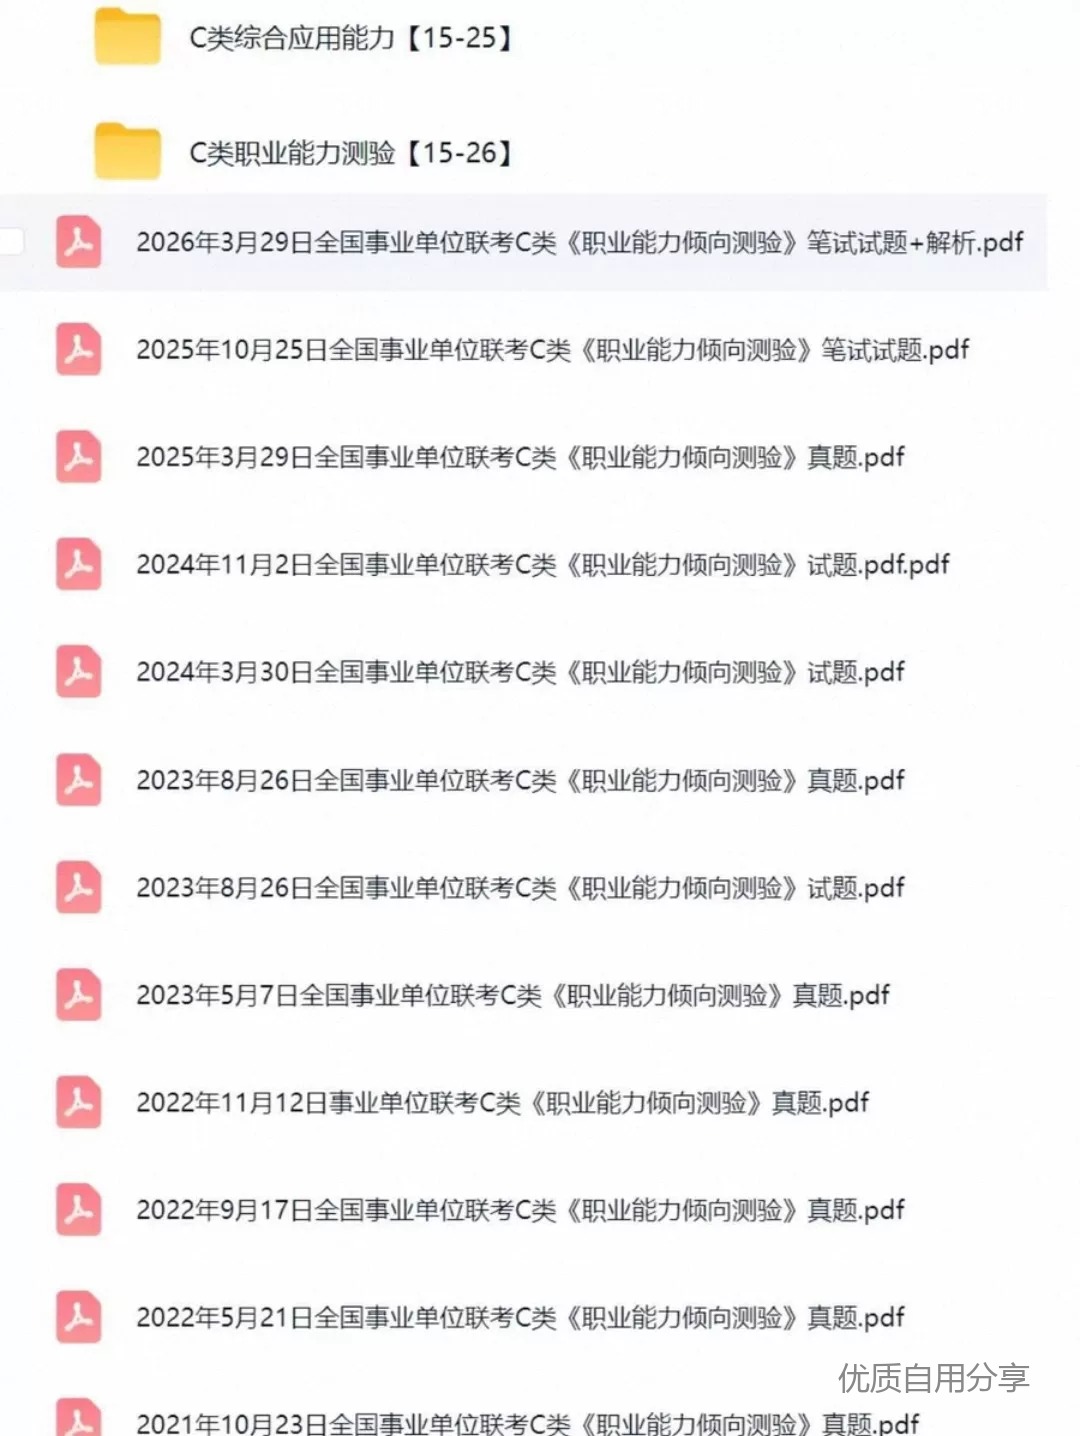 C类综合应用能力【15-25】
C类职业能力测验【15-26】
2026年3月29日全国事业单位联考C类《职业能力倾向测验》笔试试题+解析.pdf
2025年10月25日全国事业单位联考C类《职业能力倾向测验》笔试试题.pdf
2025年3月29日全国事业单位联考C类《职业能力倾向测验》真题.pdf
2024年11月2日全国事业单位联考C类《职业能力倾向测验》试题.pdf.pdf
2024年3月30日全国事业单位联考C类《职业能力倾向测验》试题.pdf
2023年8月26日全国事业单位联考C类《职业能力倾向测验》真题.pdf
2023年8月26日全国事业单位联考C类《职业能力倾向测验》试题.pdf
2023年5月7日全国事业单位联考C类《职业能力倾向测验》真题.pdf
2022年11月12日事业单位联考C类《职业能力倾向测验》真题.pdf
2022年9月17日全国事业单位联考C类《职业能力倾向测验》真题.pdf
2022年5月21日全国事业单位联考C类《职业能力倾向测验》真题.pdf
优质自用分享
2021年10月23日全国事业单位联考C类《职业能力倾向测验》真题.pdf